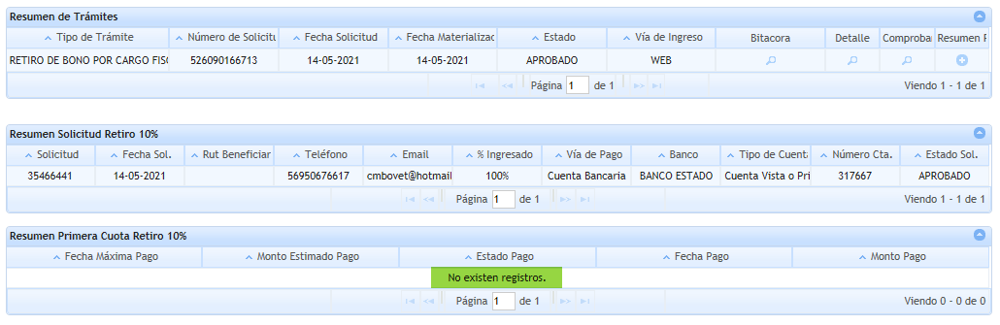 Resumen de Trámites
Tipo de Trámite Número de Solicitu Fecha Solicitud Fecha Materializac Estado Vía de Ingreso Bitacora Detalle Comproba Resumen P
RETIRO DE BONO POR CARGO FISC 526090166713 14-05-2021 14-05-2021 APROBADO WEB
Página 1 de 1 Viendo 1 - 1 de 1
Resumen Solicitud Retiro 10%
Solicitud Fecha Sol. Rut Beneficiar Teléfono Email % Ingresado Vía de Pago Banco Tipo de Cuenta Número Cta. Estado Sol.
35466441 14-05-2021 56950676617 cmbovet@hotmail 100% Cuenta Bancaria BANCO ESTADO Cuenta Vista o Pri 317667 APROBADO
Página 1 de 1 Viendo 1 - 1 de 1
Resumen Primera Cuota Retiro 10%
Fecha Máxima Pago Monto Estimado Pago Estado Pago Fecha Pago Monto Pago
No existen registros.
Página 1 de 1 Viendo 0 - 0 de 0